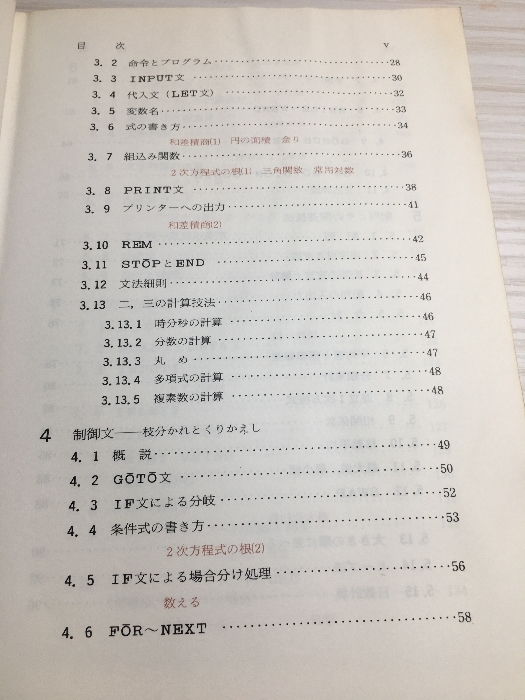 目 次 v
3. 2 命令とプログラム 28
3. 3 INPUT文 30
3. 4 代入文（LET文） 32
3. 5 変数名 33
3. 6 式の書き方 34
和差積商(1) 円の面積 余り
3. 7 組込み関数 36
2次方程式の根(1) 三角関数 常用対数
3. 8 PRINT文 38
3. 9 プリンターへの出力 41
和差積商(2)
3. 10 REM 42
3. 11 STŌPとEND 45
3. 12 文法細則 44
3. 13 二，三の計算技法 46
3. 13. 1 時分秒の計算 46
3. 13. 2 分数の計算 47
3. 13. 3 丸 め 47
3. 13. 4 多項式の計算 48
3. 13. 5 複素数の計算 48
4 制御文――枝分かれとくりかえし
4. 1 概 説 49
4. 2 GŌTŌ文 50
4. 3 IF文による分岐 52
4. 4 条件式の書き方 53
2次方程式の根(2)
4. 5 IF文による場合分け処理 56
数える
4. 6 FŌR～NEXT 58